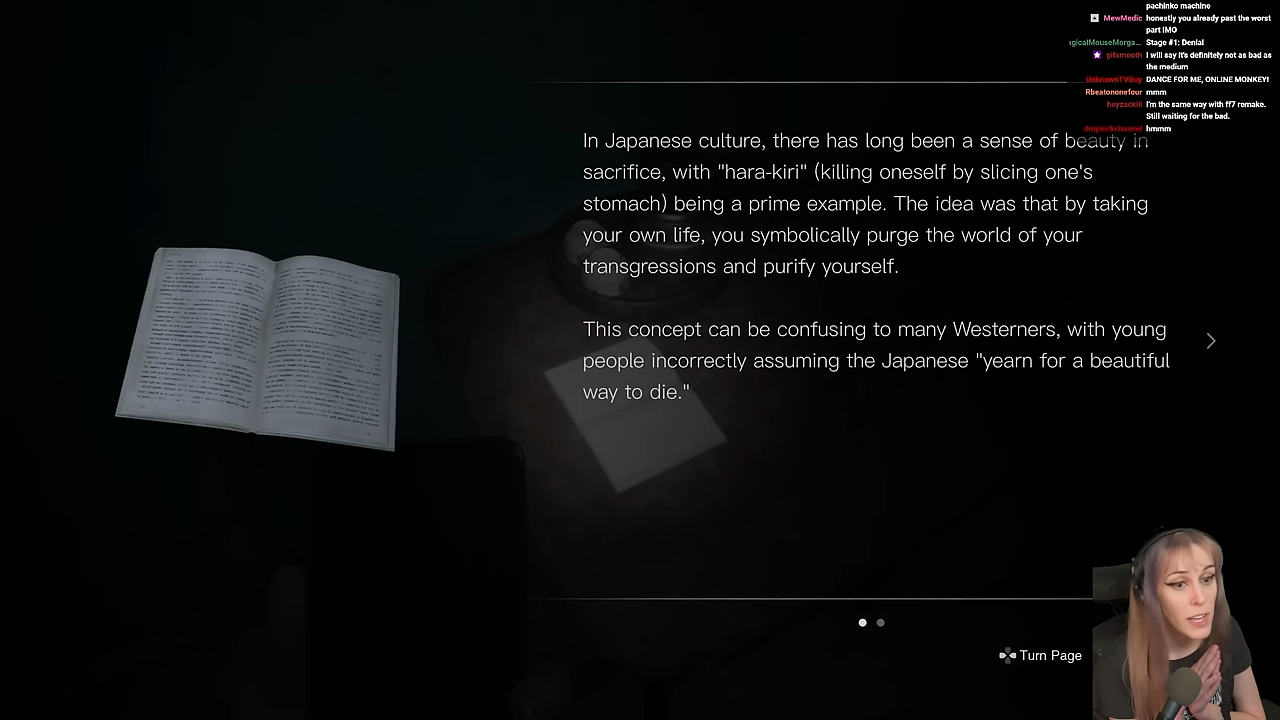 pachinko machine
MewMedic honestly you already past the worst
part IMO
agicalMouseMorga... Stage #1: Denial
gitsmooth I will say it's definitely not as bad as
the medium
UnknownTVGuy DANCE FOR ME, ONLINE MONKEY!
Rbeatononefour mmm
heyzackiii I'm the same way with ff7 remake.
Still waiting for the bad.
dropkickchannel hmmm
In Japanese culture, there has long been a sense of beauty in
sacrifice, with "hara-kiri" (killing oneself by slicing one's
stomach) being a prime example. The idea was that by taking
your own life, you symbolically purge the world of your
transgressions and purify yourself.
This concept can be confusing to many Westerners, with young
people incorrectly assuming the Japanese "yearn for a beautiful
way to die."
Turn Page